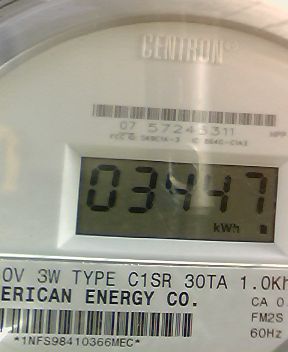 CENTRON®
07 57245311
03447
kWh
0V 3W TYPE C1SR 30TA 1.0Kh
ERICAN ENERGY CO.
CA 0
FM2S
60Hz
*1NFS98410366MEC*